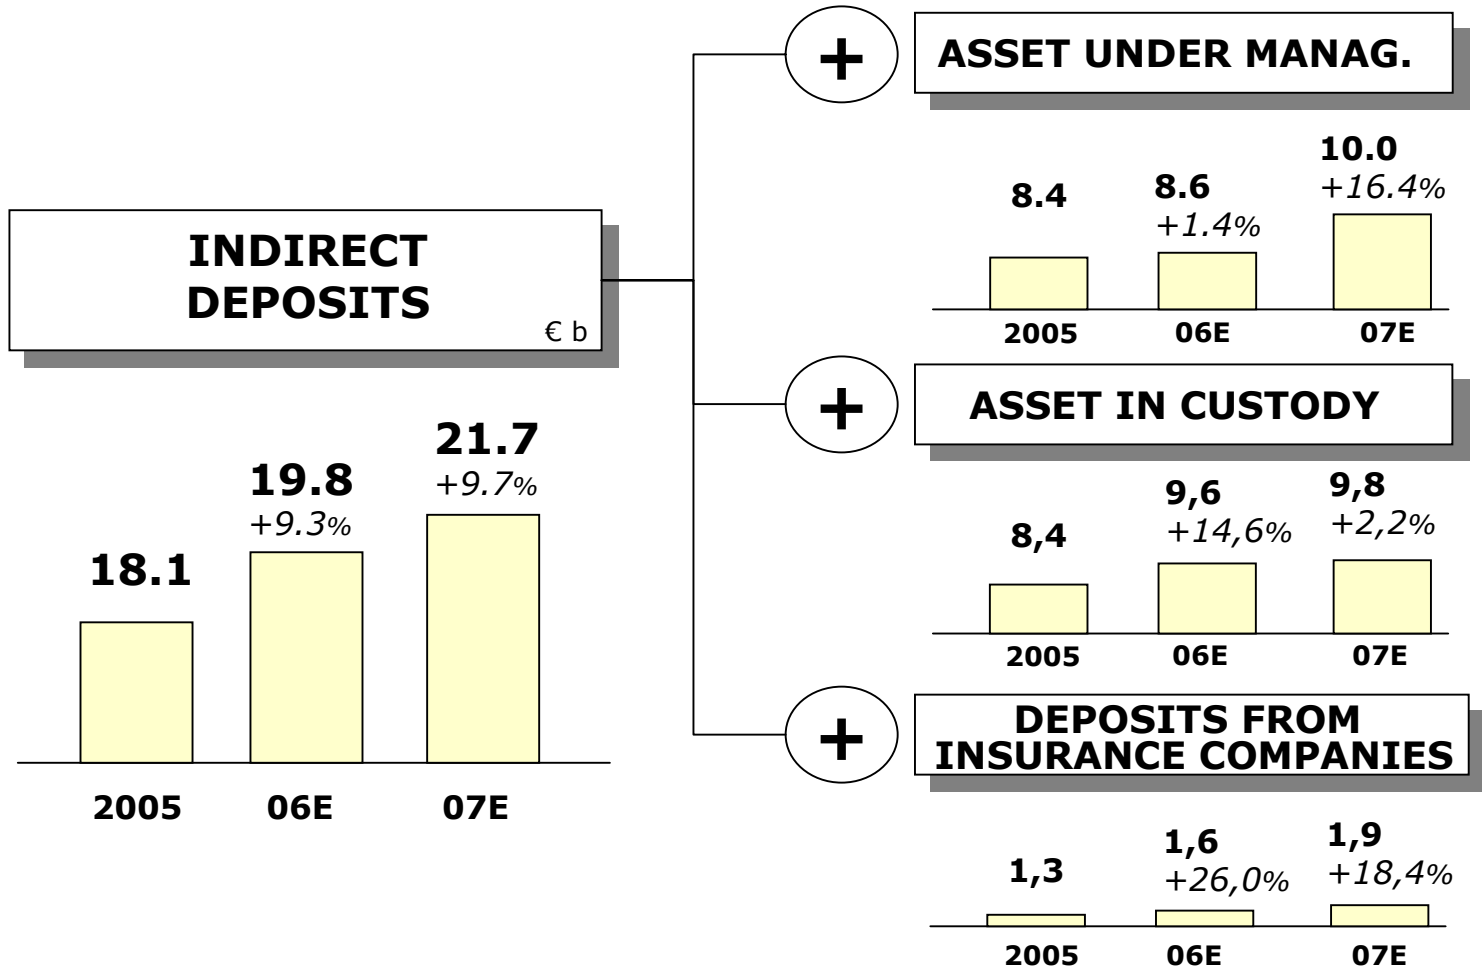 INDIRECT
DEPOSITS
€ b
21.7
19.8
+9.7%
+9.3%
18.1
2005 06E 07E
+
ASSET UNDER MANAG.
10.0
8.4 8.6 +16.4%
+1.4%
2005 06E 07E
+
ASSET IN CUSTODY
9,6 9,8
8,4 +14,6% +2,2%
2005 06E 07E
+
DEPOSITS FROM
INSURANCE COMPANIES
1,6 1,9
1,3 +26,0% +18,4%
2005 06E 07E